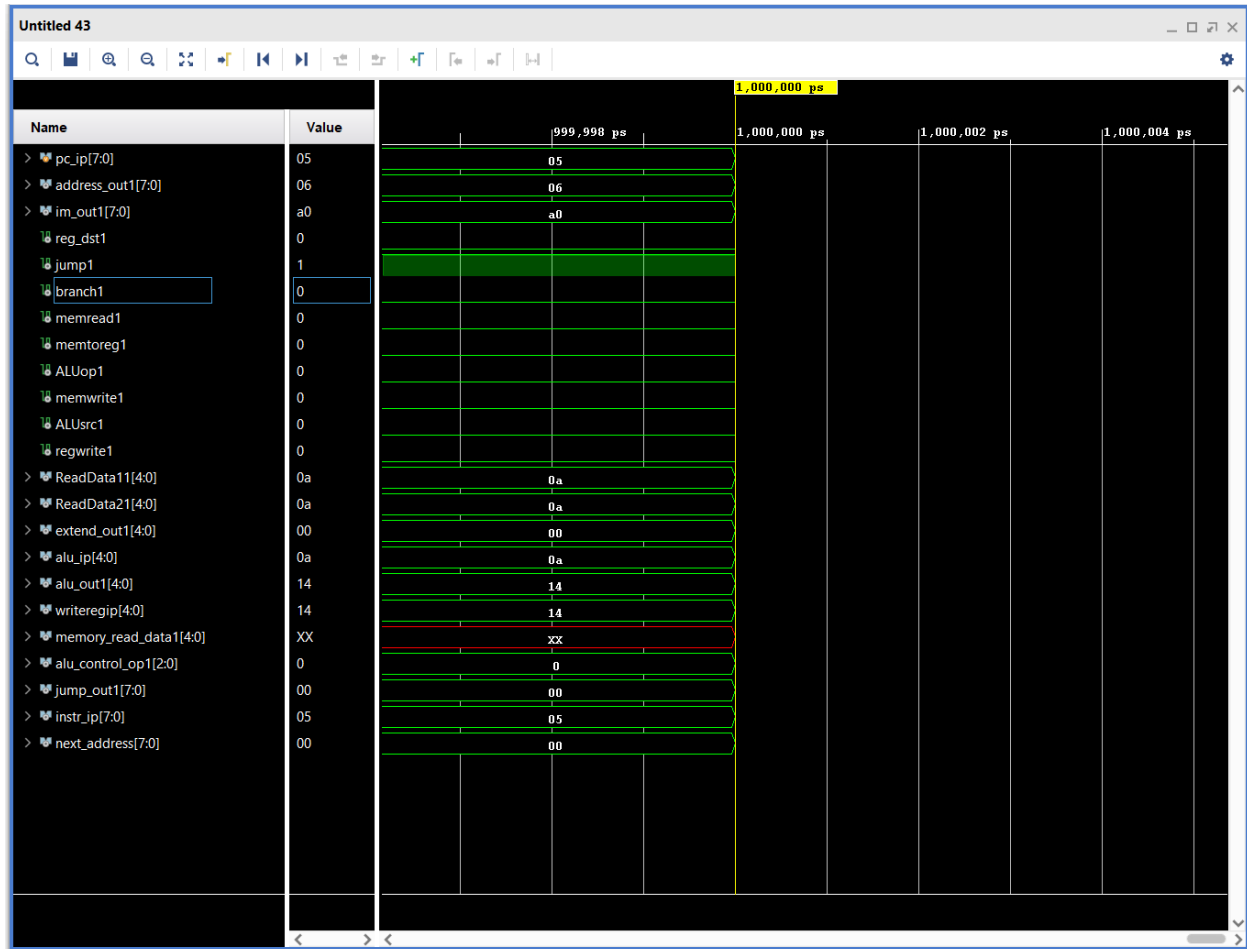 Untitled 43
1,000,000 ps
Name Value 999,998 ps 1,000,000 ps 1,000,002 ps 1,000,004 ps
pc_ip[7:0] 05 05
address_out1[7:0] 06 06
im_out1[7:0] a0 a0
reg_dst1 0
jump1 1
branch1 0
memread1 0
memtoreg1 0
ALUop1 0
memwrite1 0
ALUsrc1 0
regwrite1 0
ReadData11[4:0] 0a 0a
ReadData21[4:0] 0a 0a
extend_out1[4:0] 00 00
alu_ip[4:0] 0a 0a
alu_out1[4:0] 14 14
writeregip[4:0] 14 14
memory_read_data1[4:0] XX XX
alu_control_op1[2:0] 0 0
jump_out1[7:0] 00 00
instr_ip[7:0] 05 05
next_address[7:0] 00 00